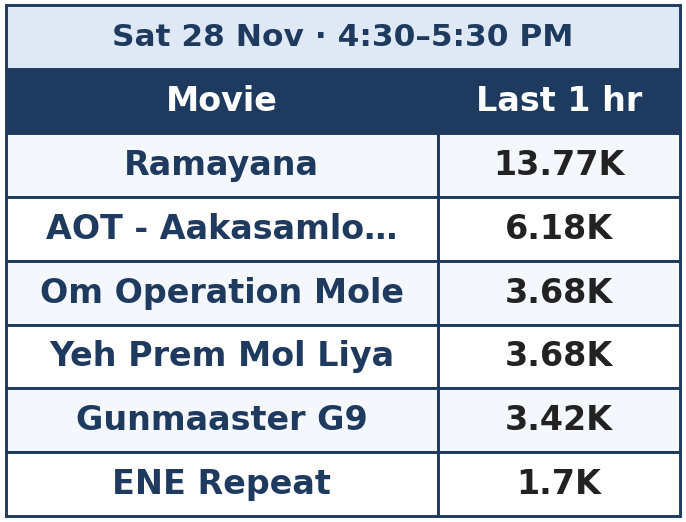 Sat 28 Nov · 4:30–5:30 PM
Movie Last 1 hr
Ramayana 13.77K
AOT - Aakasamlo... 6.18K
Om Operation Mole 3.68K
Yeh Prem Mol Liya 3.68K
Gunmaaster G9 3.42K
ENE Repeat 1.7K